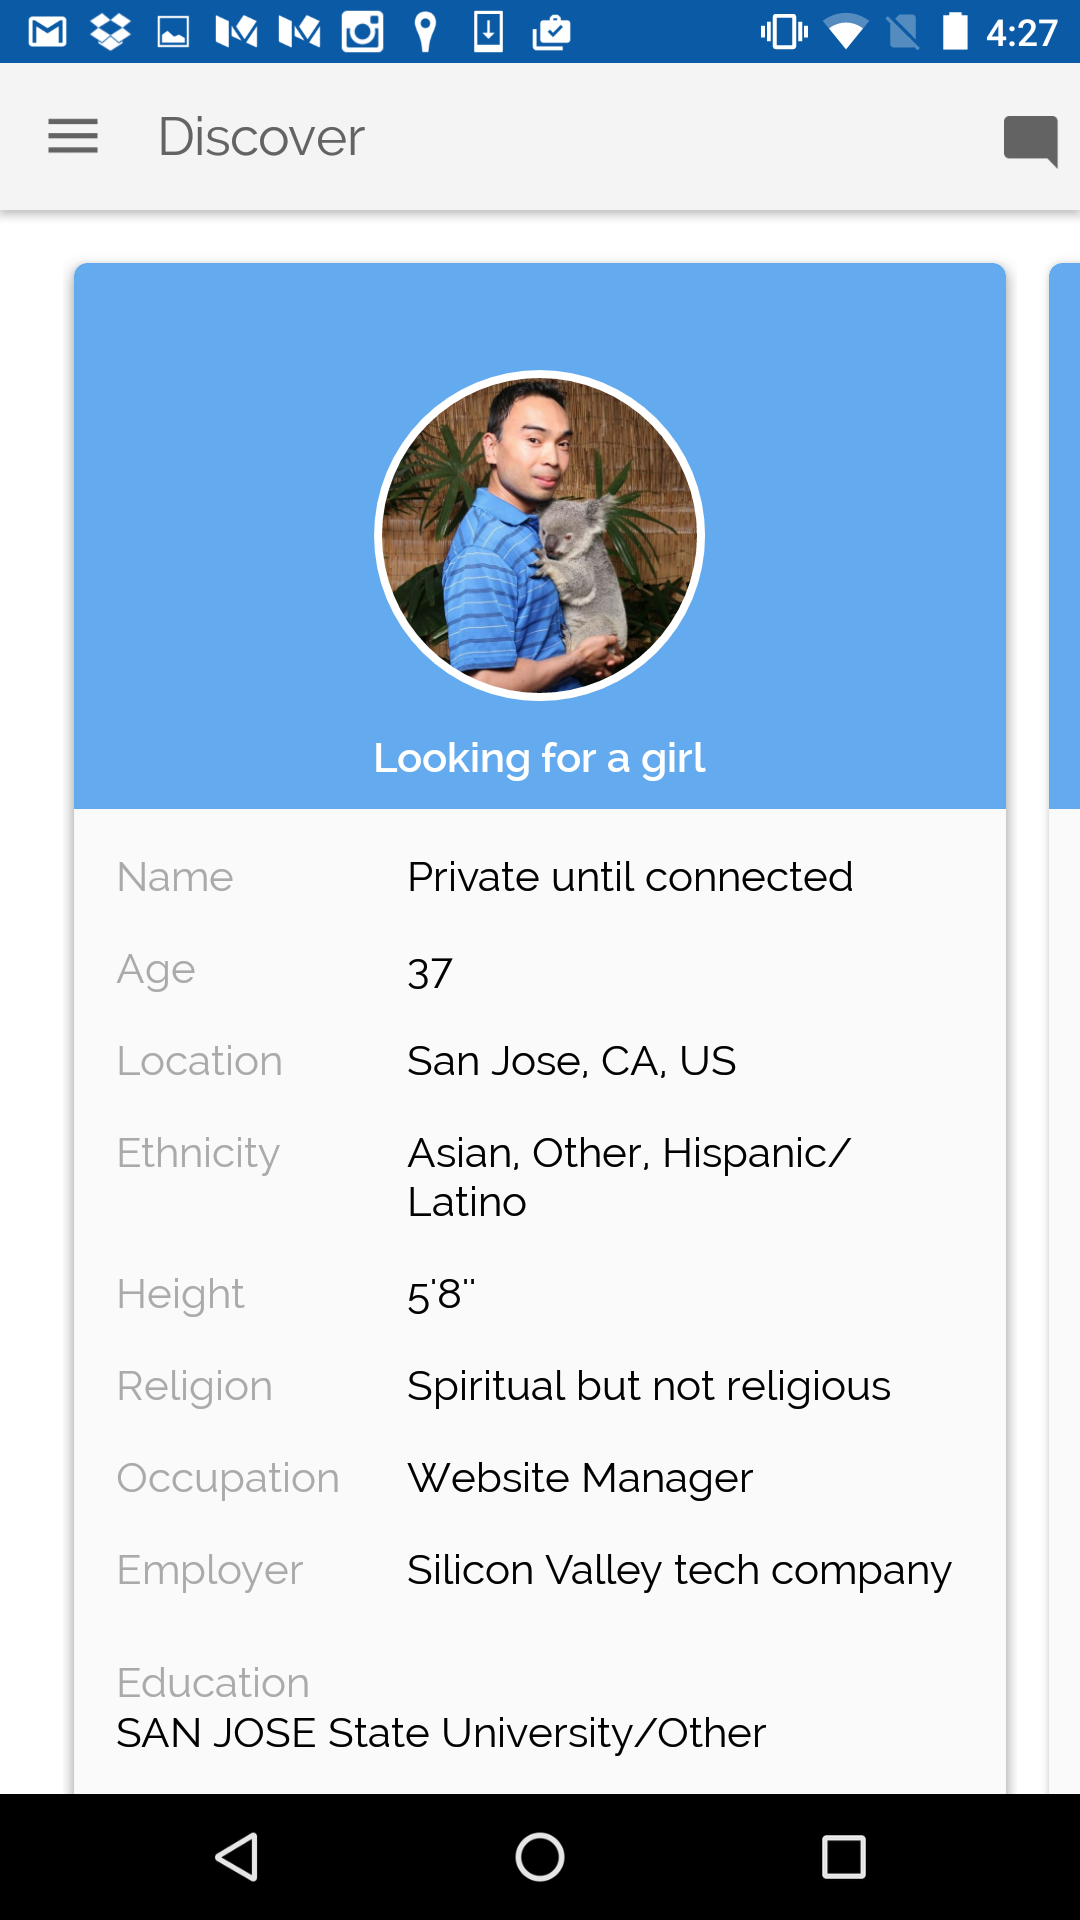 4:27
Discover
Looking for a girl
Name Private until connected
Age 37
Location San Jose, CA, US
Ethnicity Asian, Other, Hispanic/
Latino
Height 5'8"
Religion Spiritual but not religious
Occupation Website Manager
Employer Silicon Valley tech company
Education
SAN JOSE State University/Other